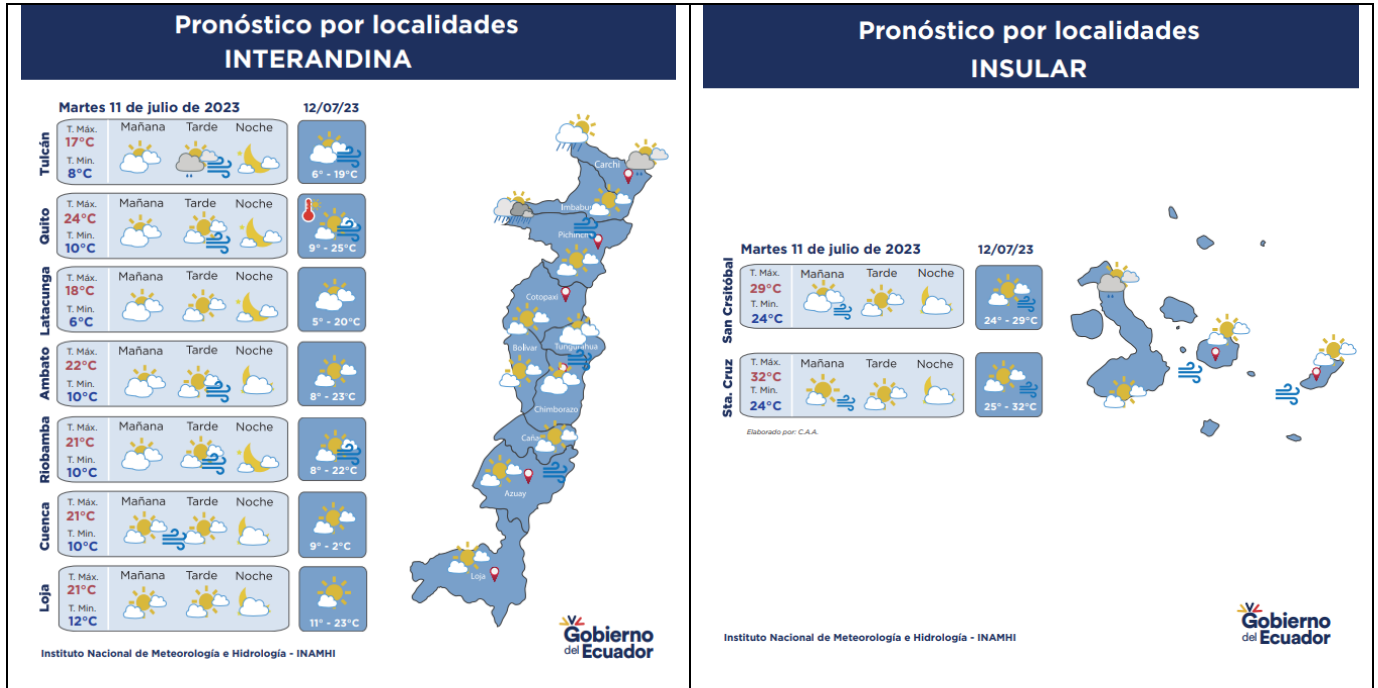 Pronóstico por localidades
INTERANDINA
Martes 11 de julio de 2023
12/07/23
Tulcán
T. Máx.
17°C
T. Min.
8°C
Mañana Tarde Noche
6° - 19°C
Quito
T. Máx.
24°C
T. Min.
10°C
Mañana Tarde Noche
9° - 25°C
Latacunga
T. Máx.
18°C
T. Min.
6°C
Mañana Tarde Noche
5° - 20°C
Ambato
T. Máx.
22°C
T. Min.
10°C
Mañana Tarde Noche
8° - 23°C
Riobamba
T. Máx.
21°C
T. Min.
10°C
Mañana Tarde Noche
8° - 22°C
Cuenca
T. Máx.
21°C
T. Min.
10°C
Mañana Tarde Noche
9° - 2°C
Loja
T. Máx.
21°C
T. Min.
12°C
Mañana Tarde Noche
11° - 23°C
Carchi
Cotopaxi
Bolívar
Tungurahua
Chimborazo
Azuay
Loja
Instituto Nacional de Meteorología e Hidrología - INAMHI
Gobierno
del Ecuador
Pronóstico por localidades
INSULAR
Martes 11 de julio de 2023
12/07/23
San Crsitóbal
T. Máx.
29°C
T. Min.
24°C
Mañana Tarde Noche
24° - 29°C
Sta. Cruz
T. Máx.
32°C
T. Min.
24°C
Mañana Tarde Noche
25° - 32°C
Elaborado por: C.A.A.
Instituto Nacional de Meteorología e Hidrología - INAMHI
Gobierno
del Ecuador